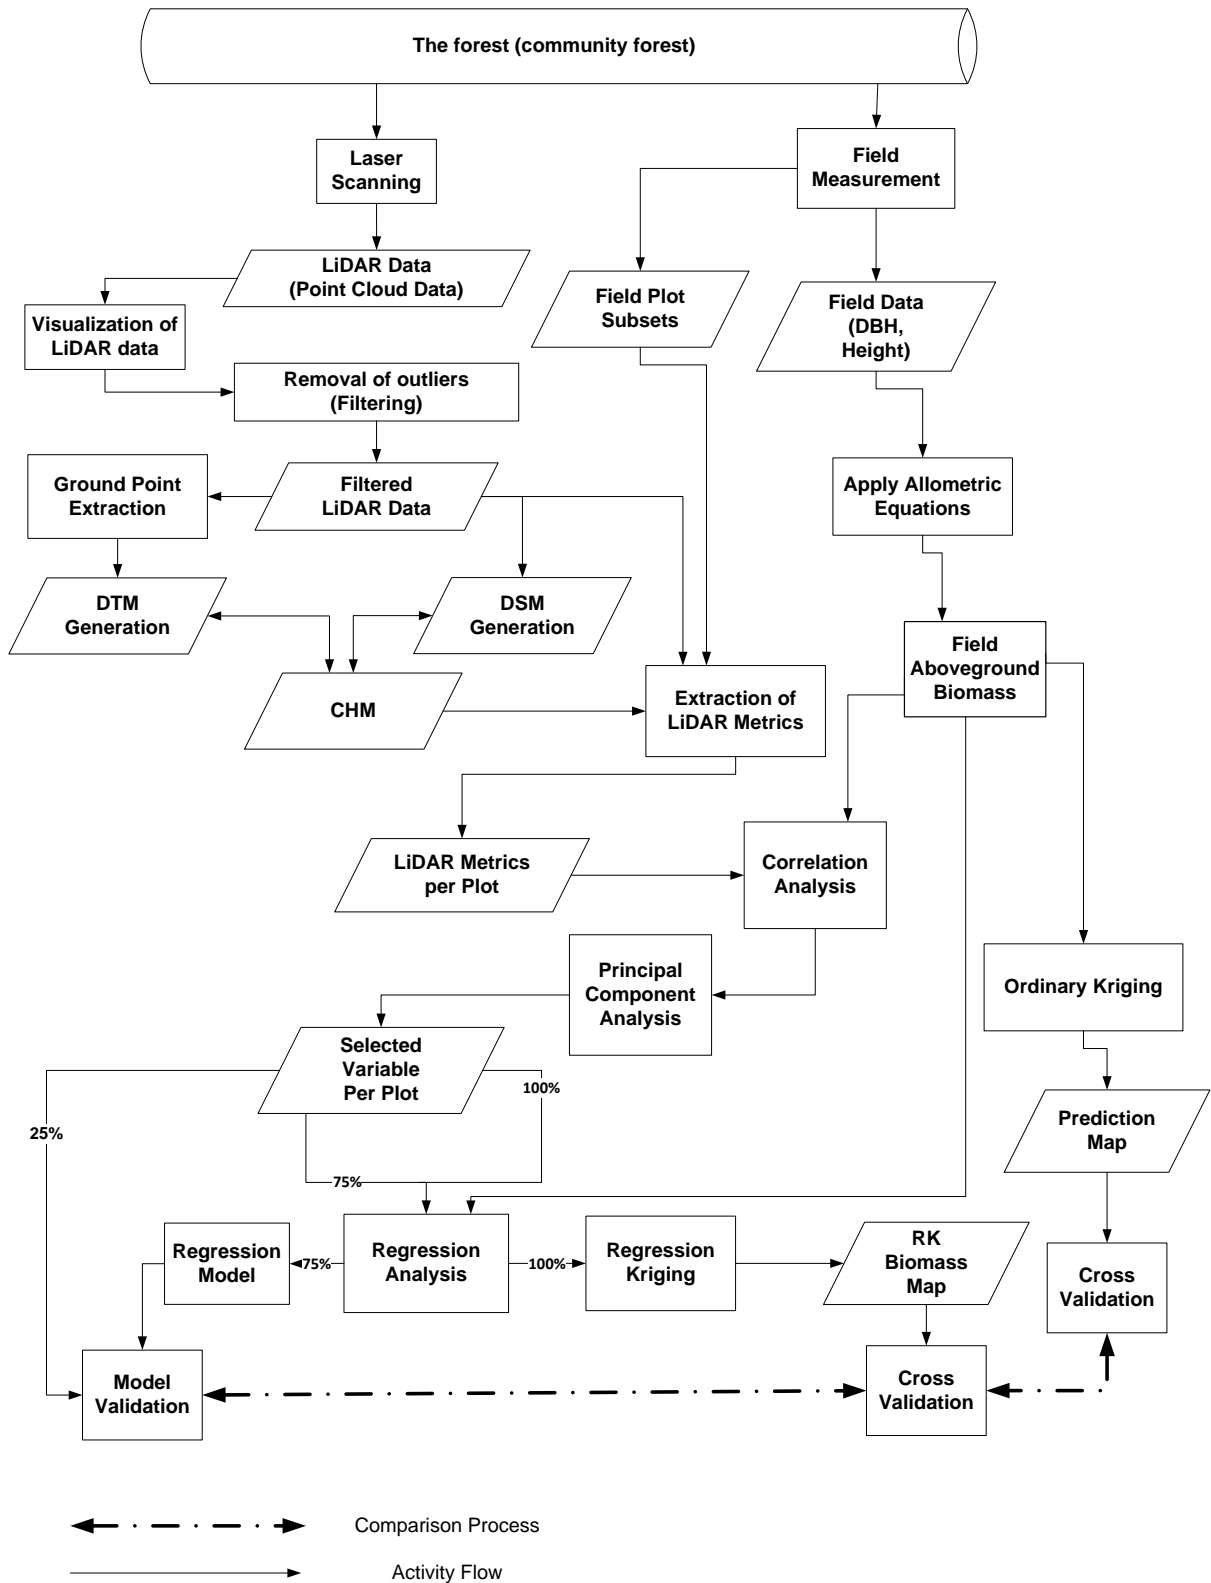 The forest (community forest)
Laser
Scanning
Field
Measurement
LiDAR Data
(Point Cloud Data)
Field Plot
Subsets
Field Data
(DBH,
Height)
Visualization of
LiDAR data
Removal of outliers
(Filtering)
Ground Point
Extraction
Filtered
LiDAR Data
Apply Allometric
Equations
DTM
Generation
DSM
Generation
Field
Aboveground
Biomass
CHM
Extraction of
LiDAR Metrics
LiDAR Metrics
per Plot
Correlation
Analysis
Principal
Component
Analysis
Ordinary Kriging
Selected
Variable
Per Plot
100%
25%
75%
Prediction
Map
Regression
Model
75%
Regression
Analysis
100%
Regression
Kriging
RK
Biomass
Map
Cross
Validation
Model
Validation
Cross
Validation
Comparison Process
Activity Flow